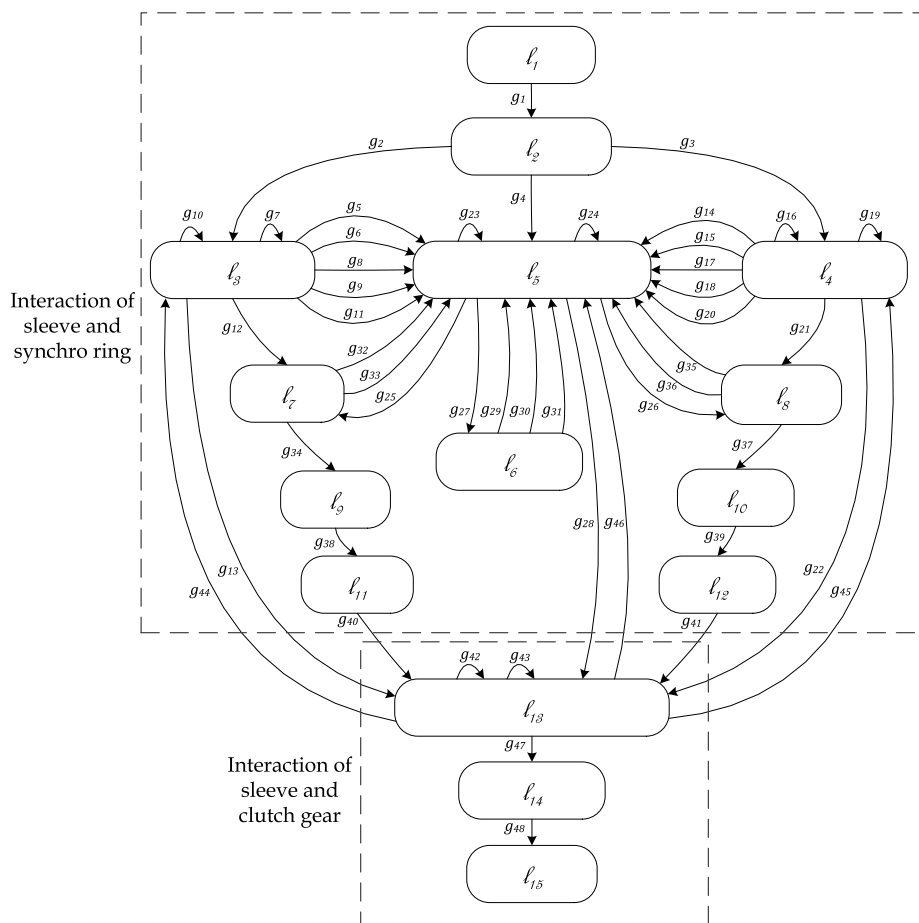 ℓ1
g1
ℓ2
g2
g3
g4
g10
g7
g5
g6
g8
g9
g11
g23
g24
g14
g15
g17
g18
g20
g16
g19
ℓ3
ℓ5
ℓ4
Interaction of
sleeve and
synchro ring
g12
g32
g33
g25
g27
g29
g30
g31
g26
g36
g35
g21
ℓ7
ℓ8
g34
ℓ6
g37
ℓ9
ℓ10
g38
g28
g46
g39
g44
g13
ℓ11
ℓ12
g22
g45
g40
g41
g42
g43
ℓ13
g47
Interaction of
sleeve and
clutch gear
ℓ14
g48
ℓ15